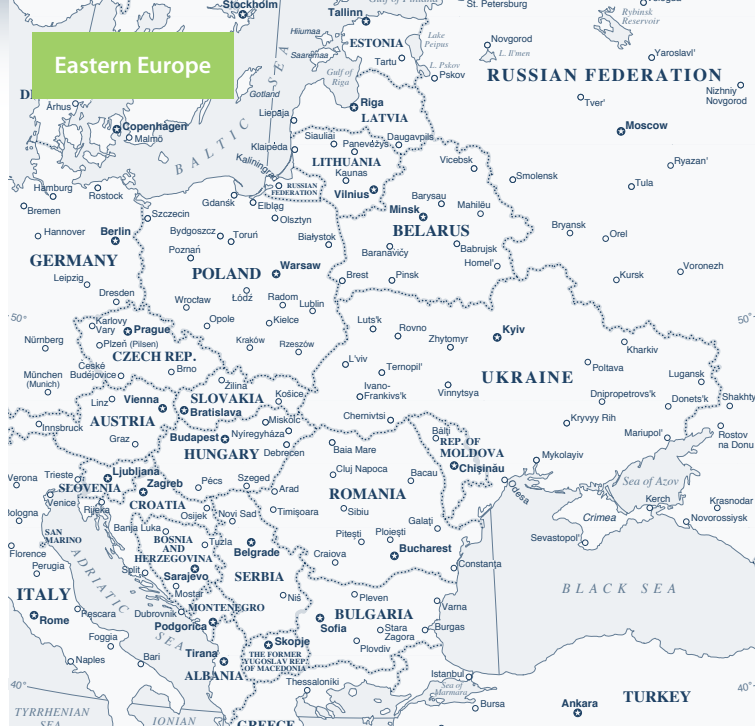 Stockholm
Tallinn
Gulf of Finland
St. Petersburg
Rybinsk
Reservoir
Hiiumaa
Saaremaa
ESTONIA
Tartu
Lake
Peipus
Novgorod
L. Il'men
Yaroslavl'
Eastern Europe
L. Pskov
Pskov
RUSSIAN FEDERATION
Gulf of
Riga
Gotland
Århus
Riga
LATVIA
Tver'
Nizhniy
Novgorod
Copenhagen
Malmö
BALTIC SEA
Liepāja
Moscow
Siauliai
Panevėžys
Daugavpils
Klaipėda
LITHUANIA
Kaunas
Vicebsk
Smolensk
Ryazan'
Kaliningrad
RUSSIAN
FEDERATION
Vilnius
Tula
Hamburg
Rostock
Bremen
Gdańsk
Elbląg
Olsztyn
Minsk
Barysau
Mahilëu
Szczecin
BELARUS
Bryansk
Orel
Hannover
Berlin
Bydgoszcz
Toruń
Białystok
Baranavičy
Babrujsk
Homel'
GERMANY
Poznań
POLAND
Warsaw
Brest
Pinsk
Voronezh
Kursk
Leipzig
Dresden
Wrocław
Łódź
Radom
Lublin
50°
Karlovy
Vary
Prague
Opole
Kielce
Luts'k
Rovno
Kyiv
50°
Nürnberg
Plzeń (Pilsen)
Kraków
Rzeszów
Zhytomyr
Kharkiv
CZECH REP.
České
Budějovice
Brno
L'viv
Ternopil'
Poltava
München
(Munich)
Žilina
Ivano-
Frankivs'k
UKRAINE
Lugansk
Linz
Vienna
SLOVAKIA
Košice
Vinnytsya
Dnipropetrovs'k
Donets'k
Shakhty
Bratislava
AUSTRIA
Miskolc
Chernivtsi
Kryvyy Rih
Innsbruck
Graz
Budapest
Nyíregyháza
Bălți
Mariupol'
Rostov
na Donu
HUNGARY
Debrecen
Baia Mare
REP. OF
MOLDOVA
Mykolayiv
Verona
Trieste
Ljubljana
Cluj Napoca
Bacau
Chişinău
Sea of Azov
SLOVENIA
Zagreb
Pécs
Szeged
Arad
Odesa
Venice
Rijeka
CROATIA
ROMANIA
Kerch
Krasnodar
Bologna
Osijek
Novi Sad
Timişoara
Sibiu
Galați
Crimea
Novorossiysk
SAN
MARINO
Banja Luka
BOSNIA
AND
HERZEGOVINA
Tuzla
Belgrade
Piteşti
Ploieşti
Sevastopol'
Florence
Perugia
Split
Sarajevo
Craiova
Bucharest
Constanţa
ADRIATIC SEA
SERBIA
Mostar
BLACK SEA
ITALY
Niš
Pleven
Varna
Pescara
Dubrovnik
MONTENEGRO
BULGARIA
Rome
Podgorica
Sofia
Stara
Zagora
Burgas
Foggia
Skopje
Plovdiv
Naples
Bari
Tirana
THE FORMER
YUGOSLAV REP.
OF MACEDONIA
ALBANIA
Istanbul
40°
Thessaloniki
Sea of
Marmara
40°
TYRRHENIAN
SEA
IONIAN
GREECE
Bursa
Ankara
TURKEY